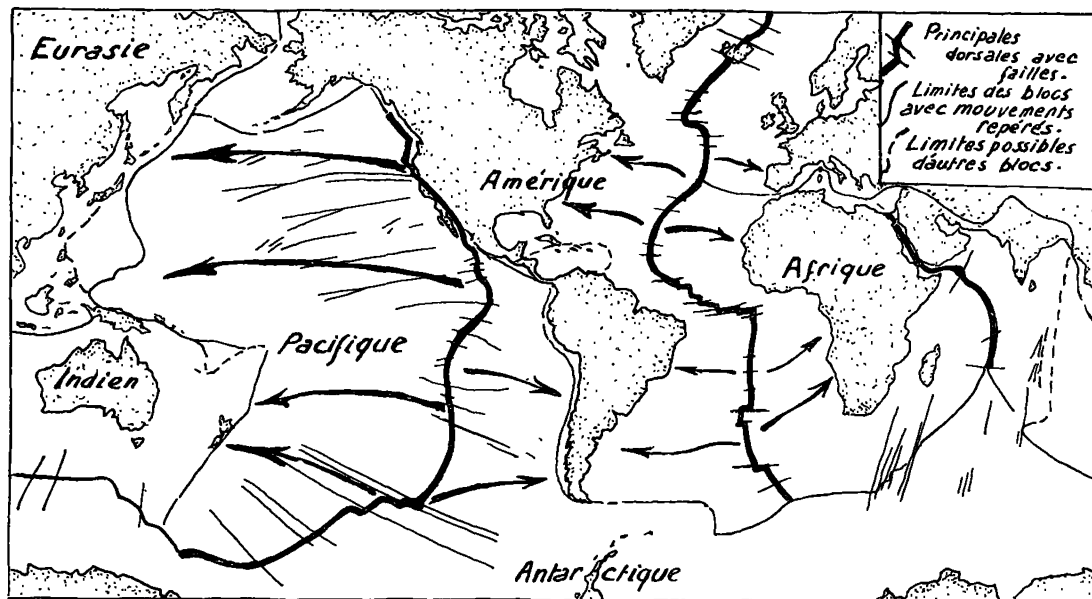 Eurasie
Principales
dorsales avec
failles.
Limites des blocs
avec mouvements
repérés.
Limites possibles
dáutres blocs.
Amérique
Afrique
Pacifique
Indien
Antarctique